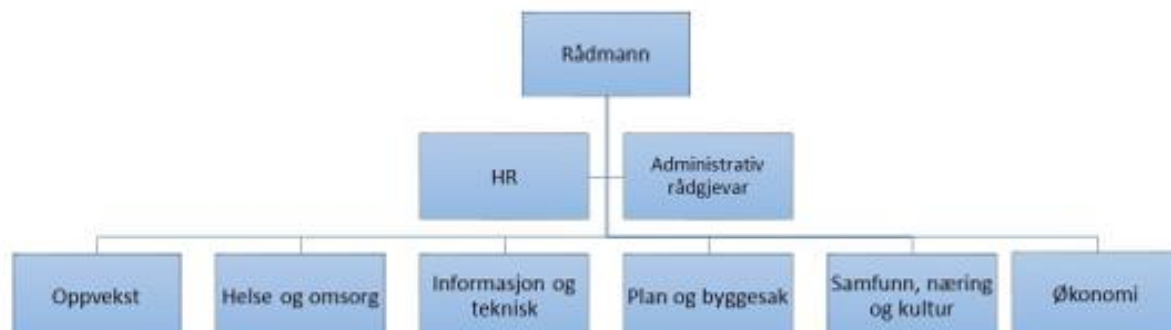 Rådmann
HR
Administrativ
rådgjevar
Oppvekst
Helse og omsorg
Informasjon og
teknisk
Plan og byggesak
Samfunn, næring
og kultur
Økonomi